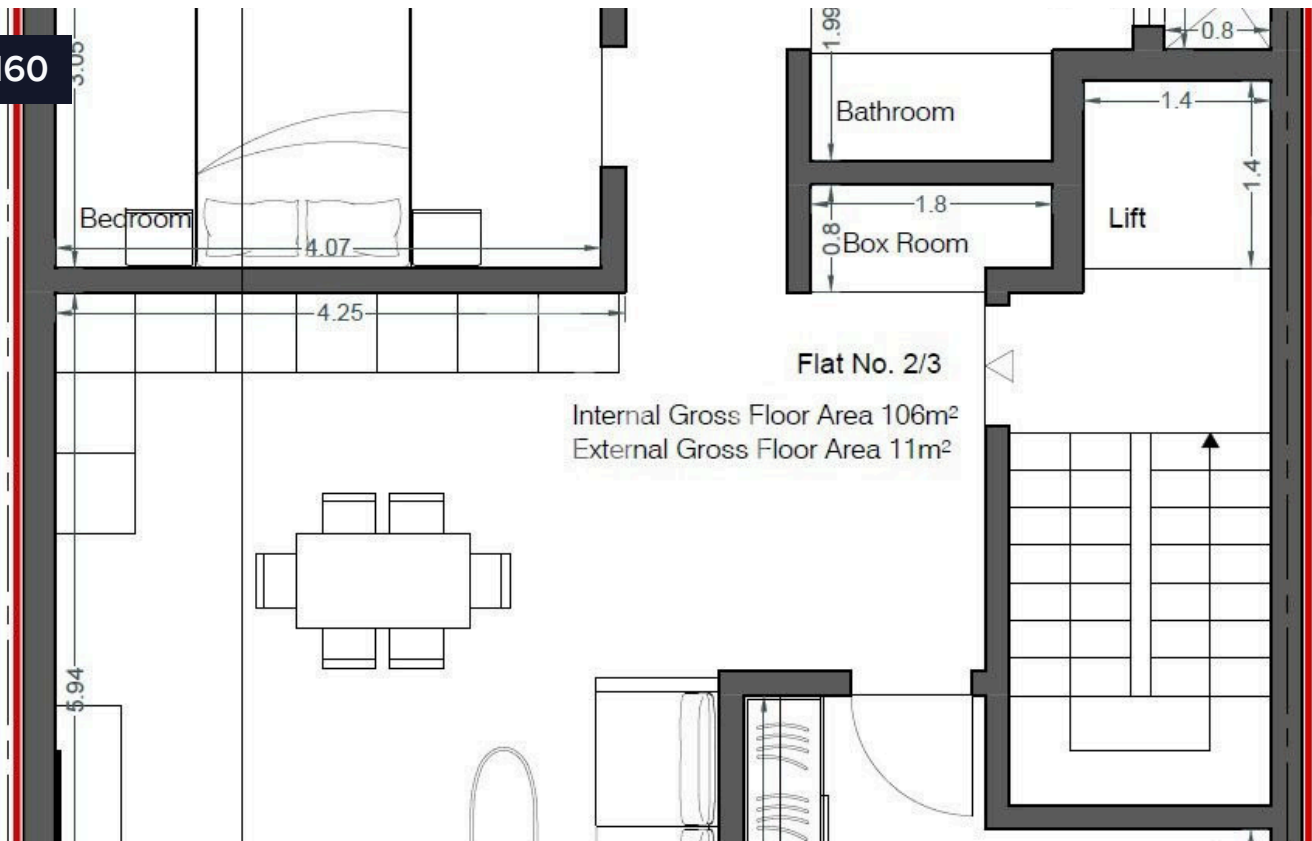 1.99
0.8
160
3.05
Bathroom
1.4
1.4
Bedroom
1.8
Lift
4.07
0.8
Box Room
4.25
Flat No. 2/3
Internal Gross Floor Area 106m²
External Gross Floor Area 11m²
5.94